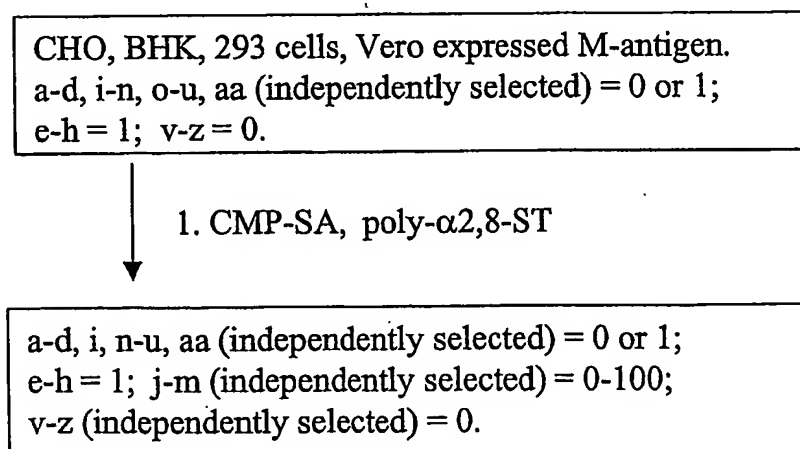 CHO, BHK, 293 cells, Vero expressed M-antigen.
a-d, i-n, o-u, aa (independently selected) = 0 or 1;
e-h = 1; v-z = 0.
1. CMP-SA, poly-α2,8-ST
a-d, i, n-u, aa (independently selected) = 0 or 1;
e-h = 1; j-m (independently selected) = 0-100;
v-z (independently selected) = 0.